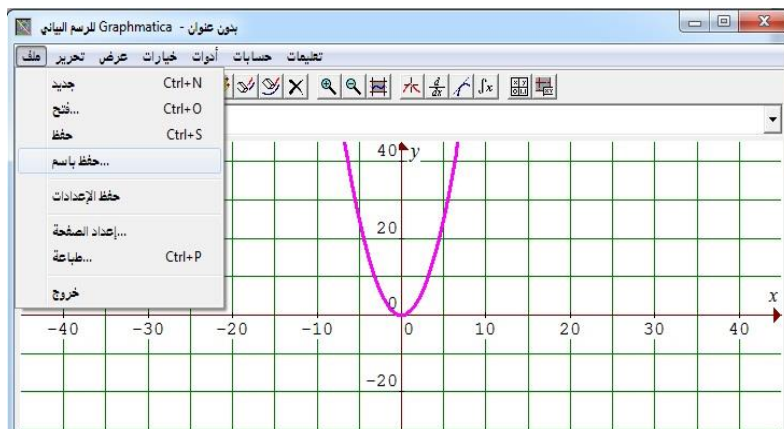 بدون عنوان - Graphmatica للرسم البياني
ملف تحرير عرض خيارات أدوات حسابات تعليمات
جديد Ctrl+N
فتح... Ctrl+O
حفظ Ctrl+S
حفظ باسم...
حفظ الإعدادات
إعداد الصفحة...
طباعة... Ctrl+P
خروج
d/dx ∫x
40 y
20
0
x
-40 -30 -20 -10 0 10 20 30 40
-20